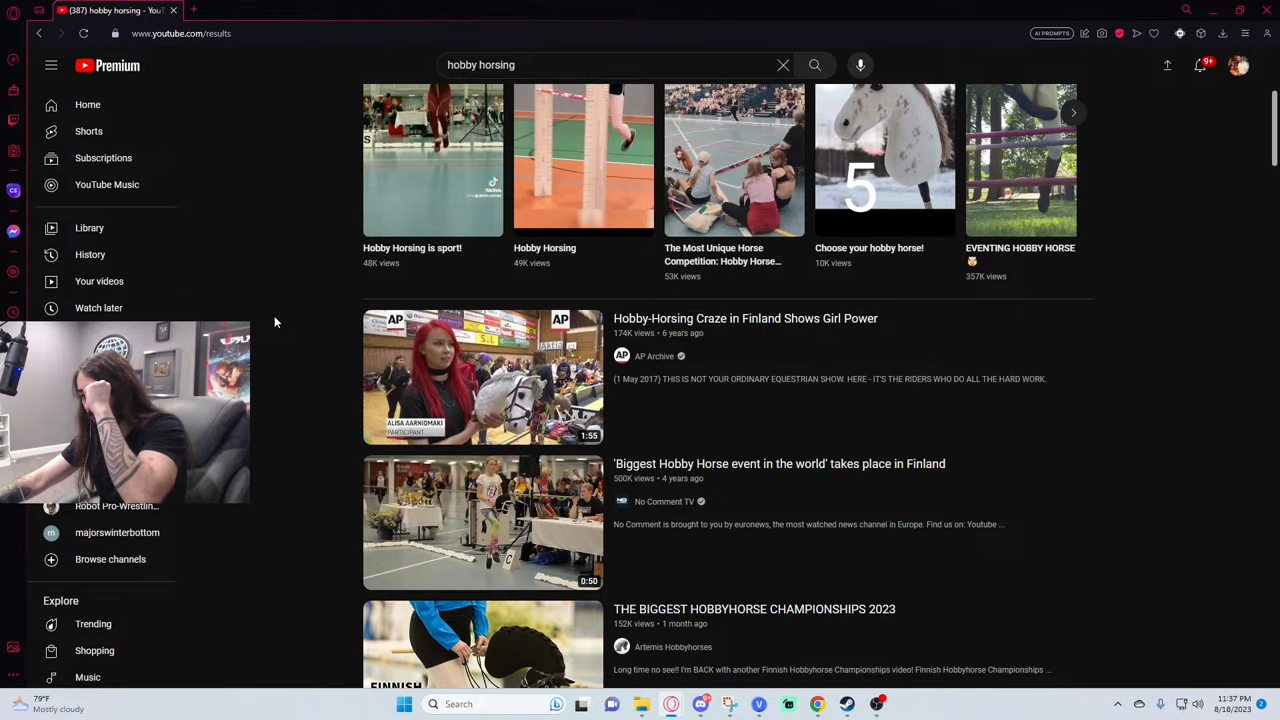 (387) hobby horsing - YouT
www.youtube.com/results
AI PROMPTS
Premium
hobby horsing
9+
Home
Shorts
Subscriptions
YouTube Music
Library
History
Your videos
Watch later
Robot Pro-Wrestlin...
majorswinterbottom
Browse channels
Explore
Trending
Shopping
Music
5
Hobby Horsing is sport!
48K views
Hobby Horsing
49K views
The Most Unique Horse
Competition: Hobby Horse...
53K views
Choose your hobby horse!
10K views
EVENTING HOBBY HORSE
🤯
357K views
AP
AP
ALISA AARNIOMAKI
PARTICIPANT
1:55
Hobby-Horsing Craze in Finland Shows Girl Power
174K views • 6 years ago
AP Archive
(1 May 2017) THIS IS NOT YOUR ORDINARY EQUESTRIAN SHOW. HERE - IT'S THE RIDERS WHO DO ALL THE HARD WORK.
C
0:50
'Biggest Hobby Horse event in the world' takes place in Finland
500K views • 4 years ago
No Comment TV
No Comment is brought to you by euronews, the most watched news channel in Europe. Find us on: Youtube ...
FINNISH
THE BIGGEST HOBBYHORSE CHAMPIONSHIPS 2023
152K views • 1 month ago
Artemis Hobbyhorses
Long time no see!! I'm BACK with another Finnish Hobbyhorse Championships video! Finnish Hobbyhorse Championships ...
79°F
Mostly cloudy
Search
9+
11:37 PM
8/18/2023
2